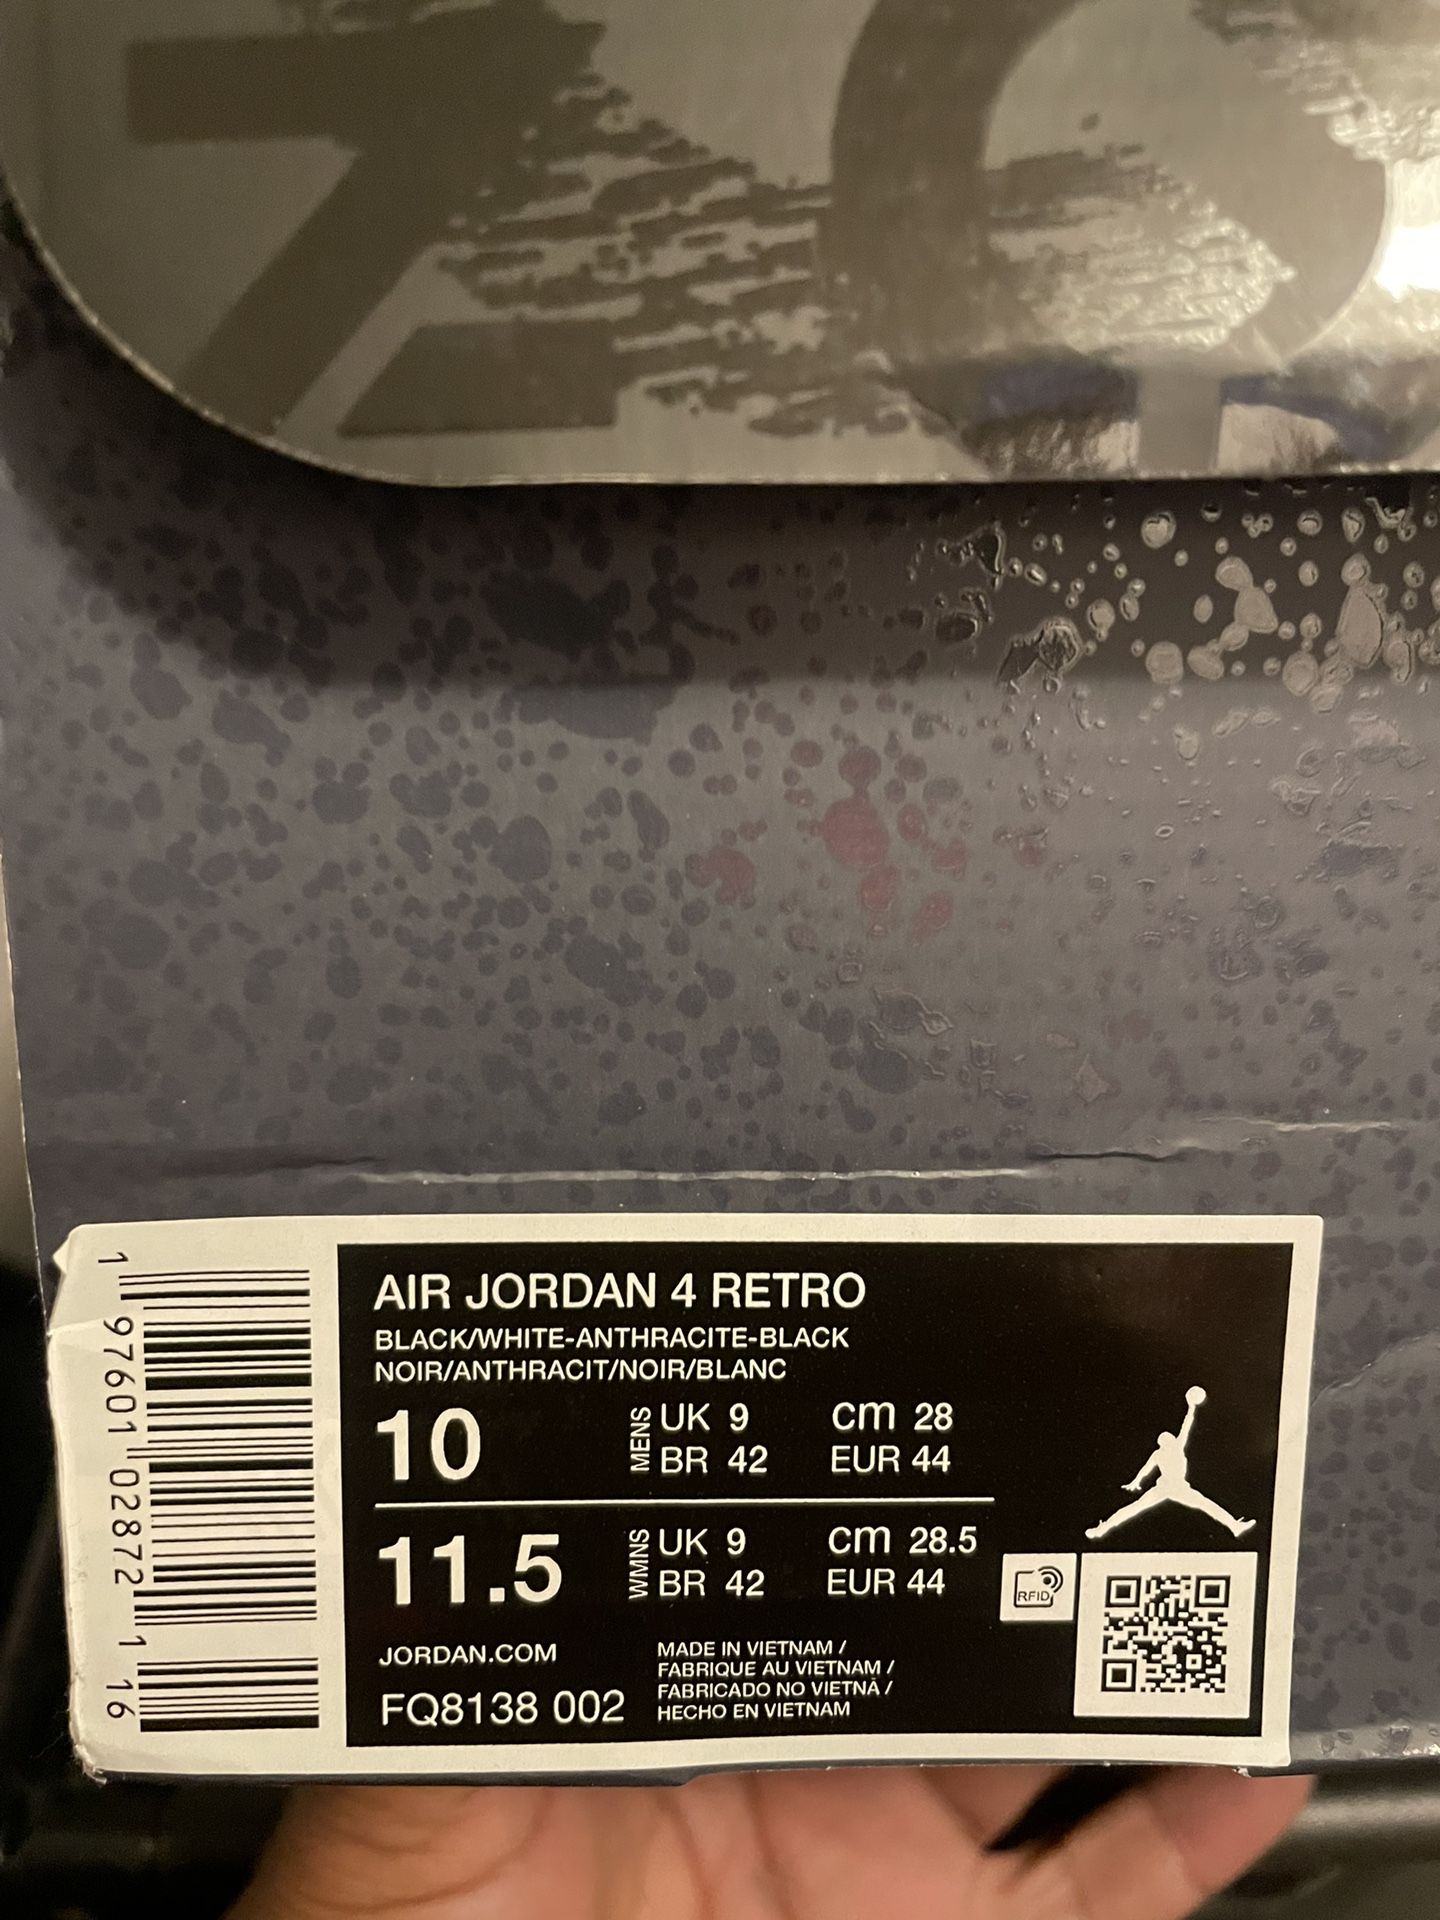 AIR JORDAN 4 RETRO
BLACK/WHITE-ANTHRACITE-BLACK
NOIR/ANTHRACIT/NOIR/BLANC
10 MENS UK 9 cm 28
BR 42 EUR 44
11.5 WMNS UK 9 cm 28.5
BR 42 EUR 44
RFID
JORDAN.COM
FQ8138 002
MADE IN VIETNAM /
FABRIQUE AU VIETNAM /
FABRICADO NO VIETNÃ /
HECHO EN VIETNAM
1 97601 02872 1 16